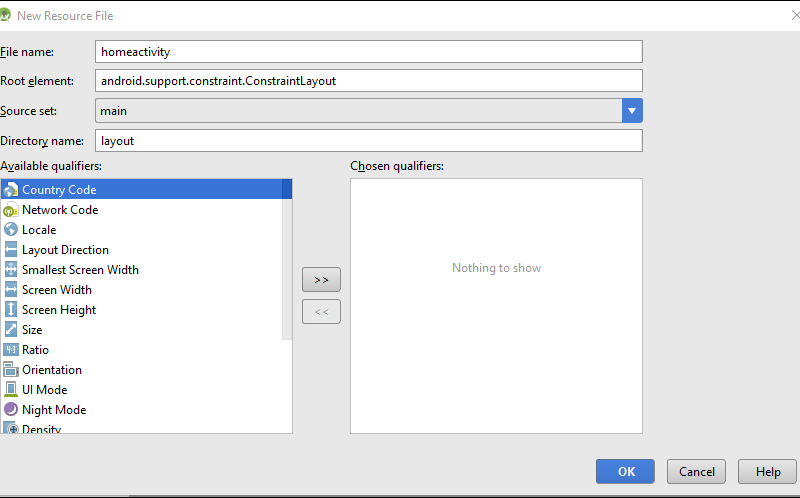 New Resource File
File name: homeactivity
Root element: android.support.constraint.ConstraintLayout
Source set: main
Directory name: layout
Available qualifiers: Chosen qualifiers:
Country Code
Network Code
Locale
Layout Direction
Smallest Screen Width
Nothing to show
Screen Width
>>
Screen Height
<<
Size
Ratio
Orientation
UI Mode
Night Mode
Density
OK Cancel Help